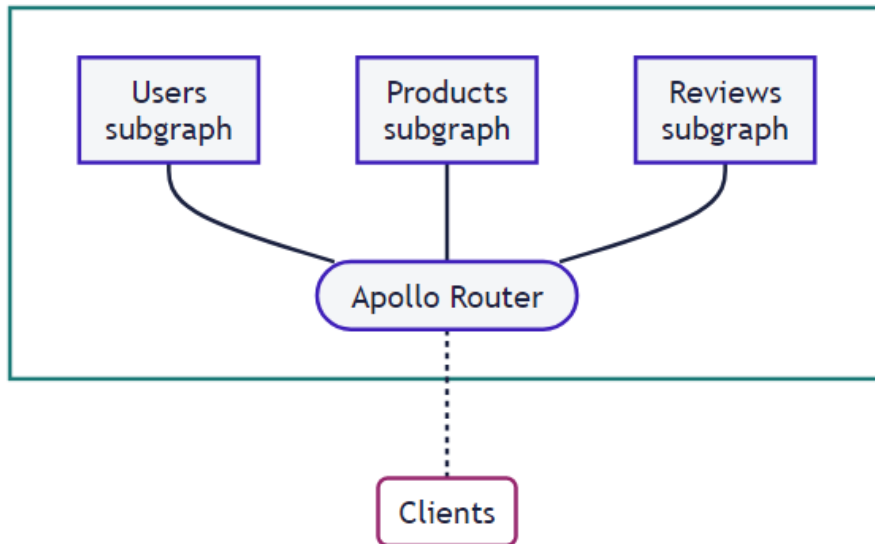 Users
subgraph
Products
subgraph
Reviews
subgraph
Apollo Router
Clients